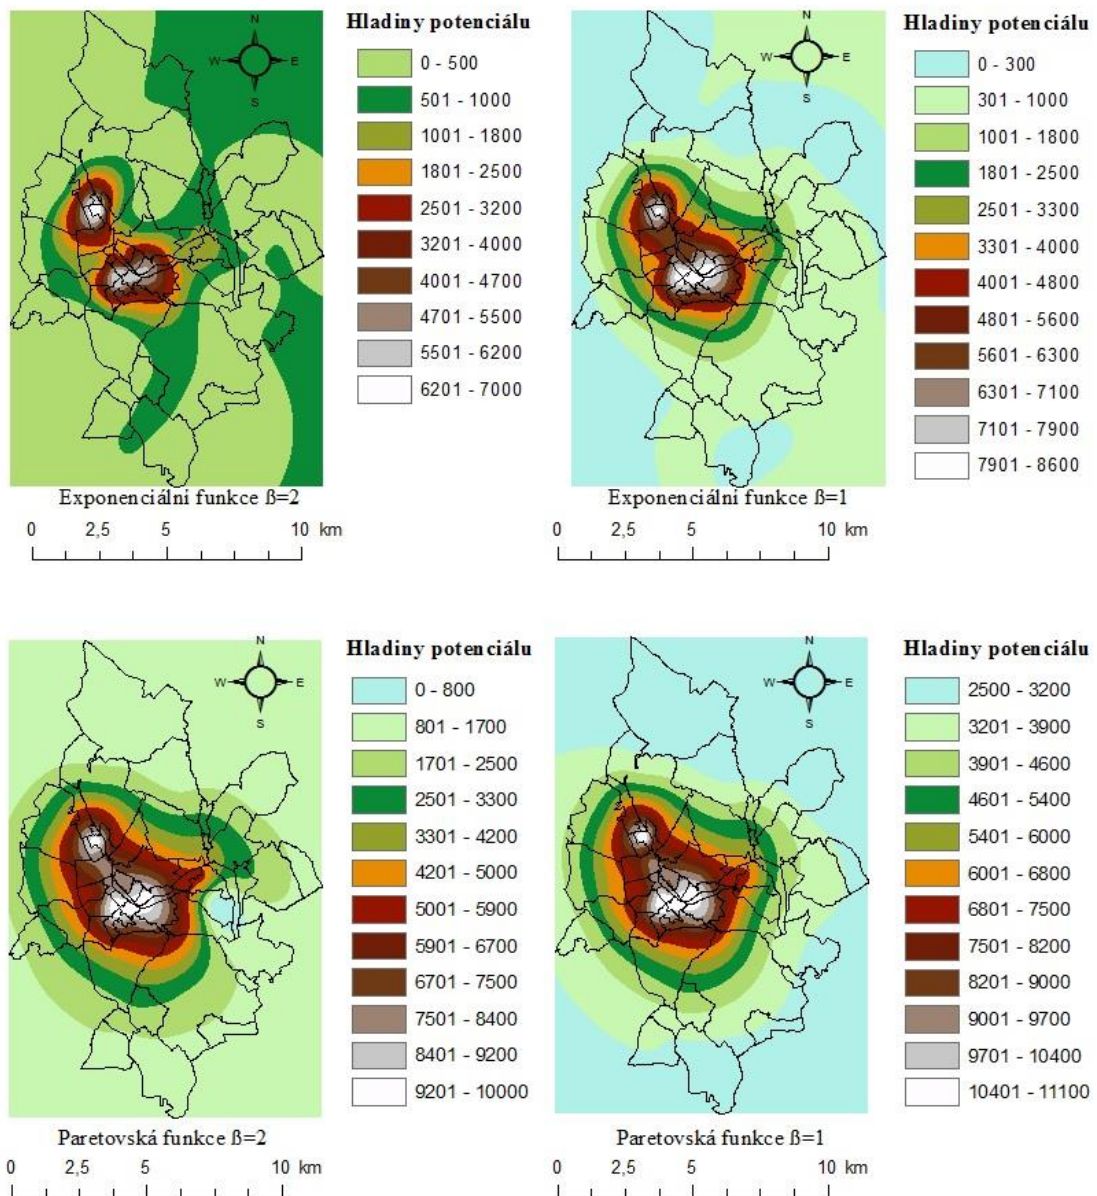 Hladiny potenciálu
N
W
E
S
0 - 500
501 - 1000
1001 - 1800
1801 - 2500
2501 - 3200
3201 - 4000
4001 - 4700
4701 - 5500
5501 - 6200
6201 - 7000
Exponenciální funkce ß=2
0 2,5 5 10 km
Hladiny potenciálu
N
W
E
S
0 - 300
301 - 1000
1001 - 1800
1801 - 2500
2501 - 3300
3301 - 4000
4001 - 4800
4801 - 5600
5601 - 6300
6301 - 7100
7101 - 7900
7901 - 8600
Exponenciální funkce ß=1
0 2,5 5 10 km
Hladiny potenciálu
N
W
E
S
0 - 800
801 - 1700
1701 - 2500
2501 - 3300
3301 - 4200
4201 - 5000
5001 - 5900
5901 - 6700
6701 - 7500
7501 - 8400
8401 - 9200
9201 - 10000
Paretovská funkce ß=2
0 2,5 5 10 km
Hladiny potenciálu
N
W
E
S
2500 - 3200
3201 - 3900
3901 - 4600
4601 - 5400
5401 - 6000
6001 - 6800
6801 - 7500
7501 - 8200
8201 - 9000
9001 - 9700
9701 - 10400
10401 - 11100
Paretovská funkce ß=1
0 2,5 5 10 km